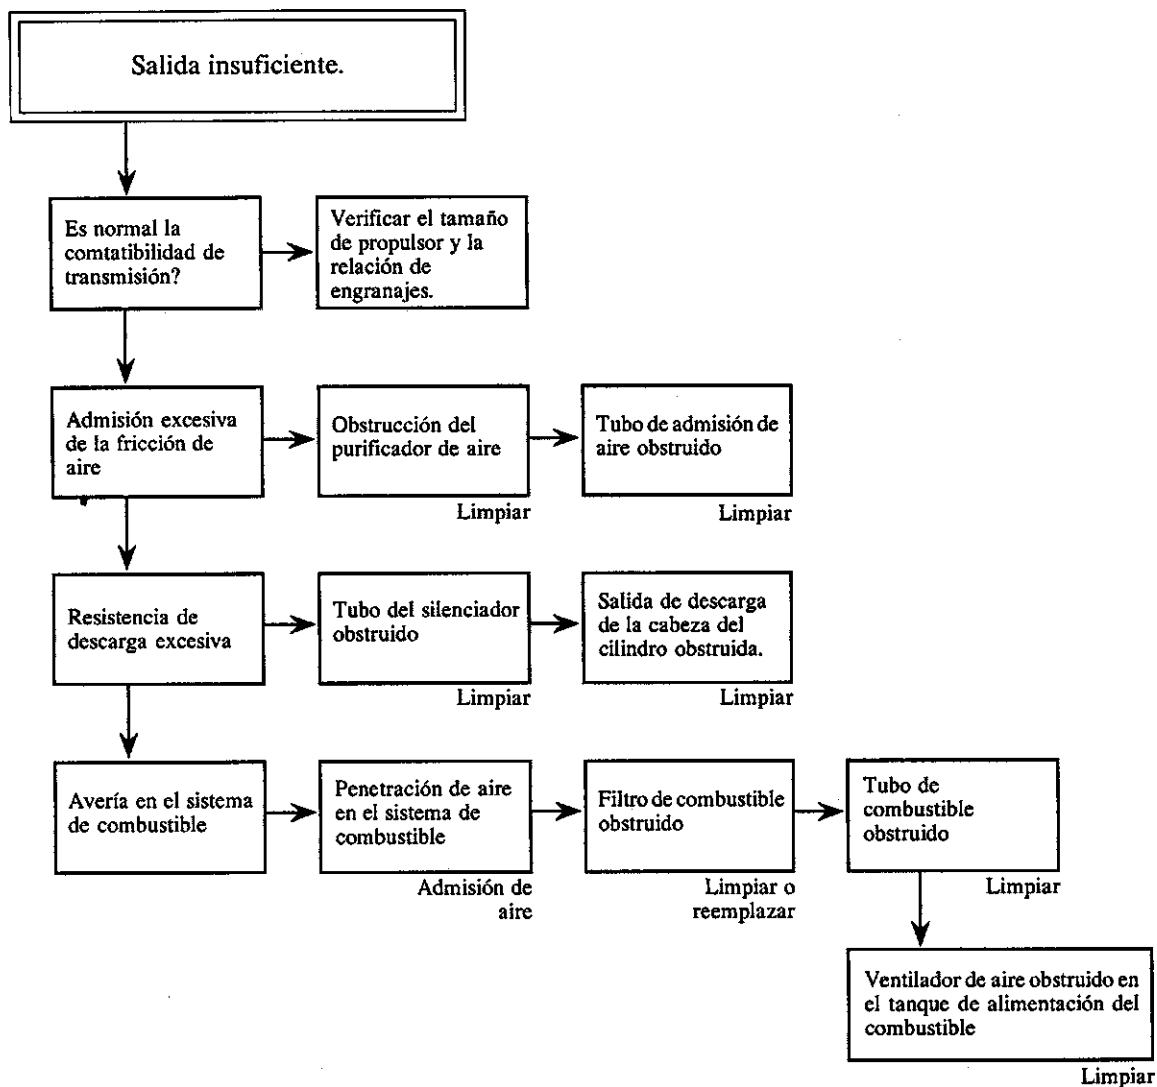 Salida insuficiente.
Es normal la
comtatibilidad de
transmisión?
Verificar el tamaño
de propulsor y la
relación de
engranajes.
Admisión excesiva
de la fricción de
aire
Obstrucción del
purificador de aire
Limpiar
Tubo de admisión de
aire obstruido
Limpiar
Resistencia de
descarga excesiva
Tubo del silenciador
obstruido
Limpiar
Salida de descarga
de la cabeza del
cilindro obstruida.
Limpiar
Avería en el sistema
de combustible
Penetración de aire
en el sistema de
combustible
Admisión de
aire
Filtro de combustible
obstruido
Limpiar o
reemplazar
Tubo de
combustible
obstruido
Limpiar
Ventilador de aire obstruido en
el tanque de alimentación del
combustible
Limpiar